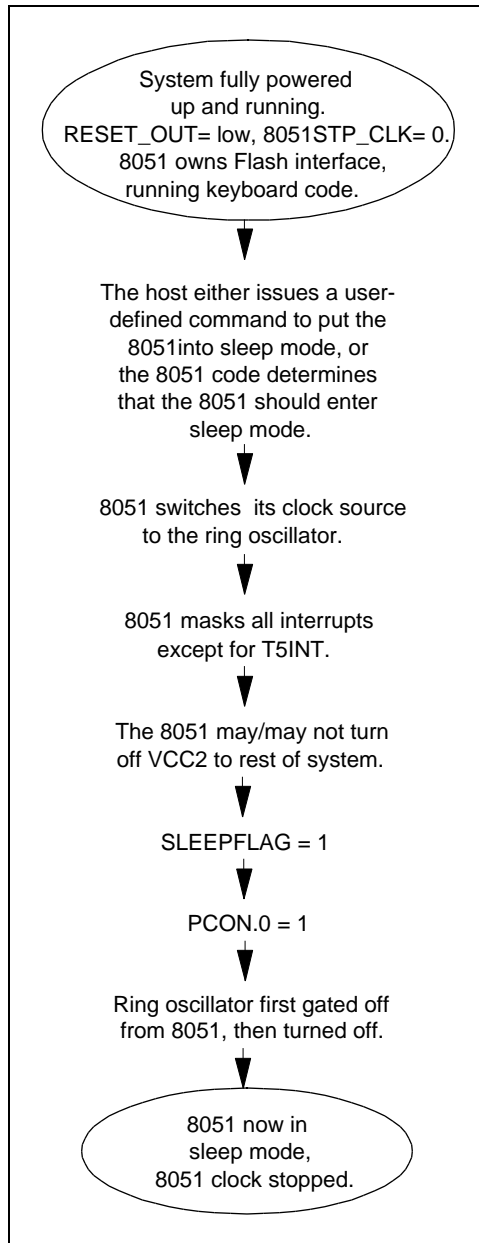 System fully powered
up and running.
RESET_OUT= low, 8051STP_CLK= 0.
8051 owns Flash interface,
running keyboard code.
The host either issues a user-
defined command to put the
8051into sleep mode, or
the 8051 code determines
that the 8051 should enter
sleep mode.
8051 switches its clock source
to the ring oscillator.
8051 masks all interrupts
except for T5INT.
The 8051 may/may not turn
off VCC2 to rest of system.
SLEEPFLAG = 1
PCON.0 = 1
Ring oscillator first gated off
from 8051, then turned off.
8051 now in
sleep mode,
8051 clock stopped.